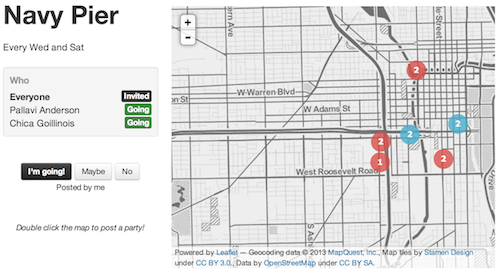 Navy Pier
Every Wed and Sat
Who
Everyone Invited
Pallavi Anderson Going
Chica Goillinois Going
I'm going! Maybe No
Posted by me
Double click the map to post a party!
+
-
W Warren Blvd
W Adams St
West Roosevelt Road
2
2
2
2
1
2
Powered by Leaflet — Geocoding data © 2013 MapQuest, Inc., Map tiles by Stamen Design
under CC BY 3.0., Data by OpenStreetMap under CC BY SA.